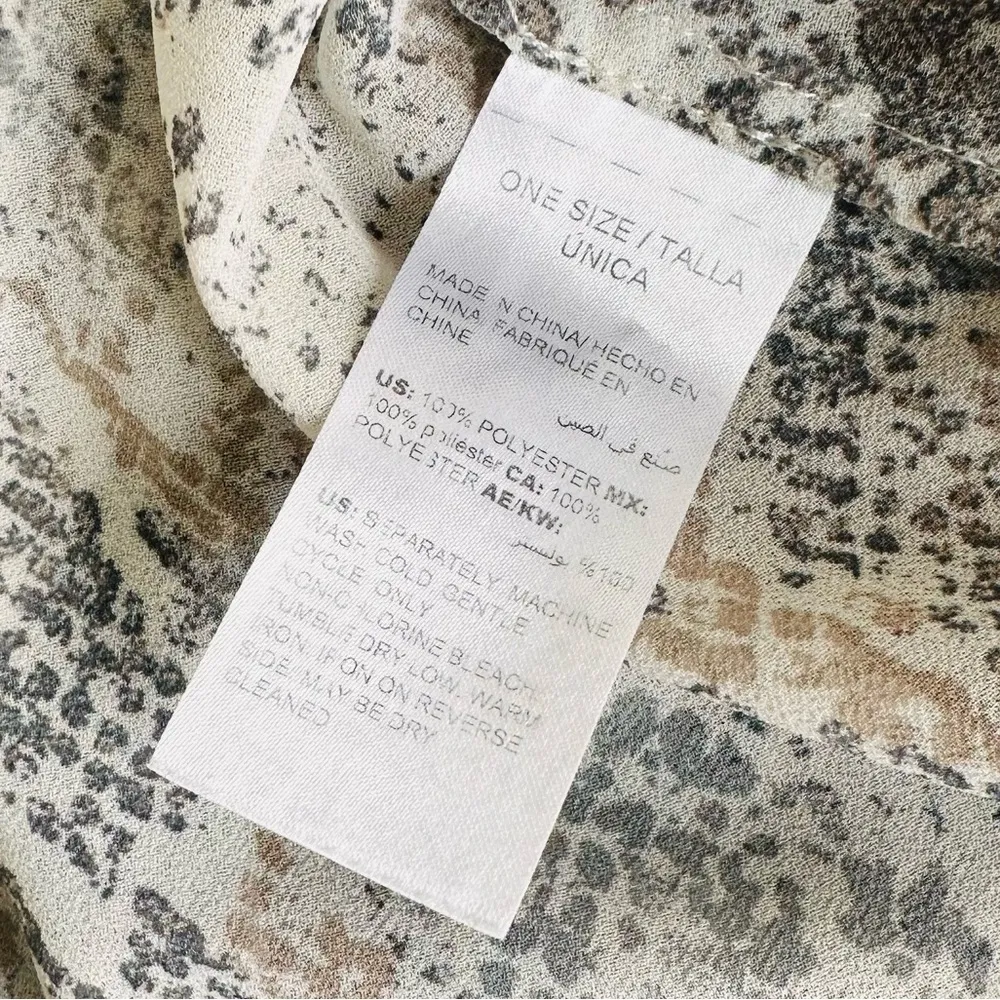 ONE SIZE / TALLA
ÚNICA
MADE IN CHINA/ HECHO EN
CHINA/ FABRIQUÉ EN
CHINE
صنع في الصين
US: 100% POLYESTER MX:
100% poliéster CA: 100%
POLYESTER AE/KW:
100% بوليستر
US: SEPARATELY, MACHINE
WASH COLD GENTLE
CYCLE ONLY
NON-CHLORINE BLEACH.
TUMBLE DRY LOW. WARM
IRON. IRON ON REVERSE
SIDE. MAY BE DRY
CLEANED